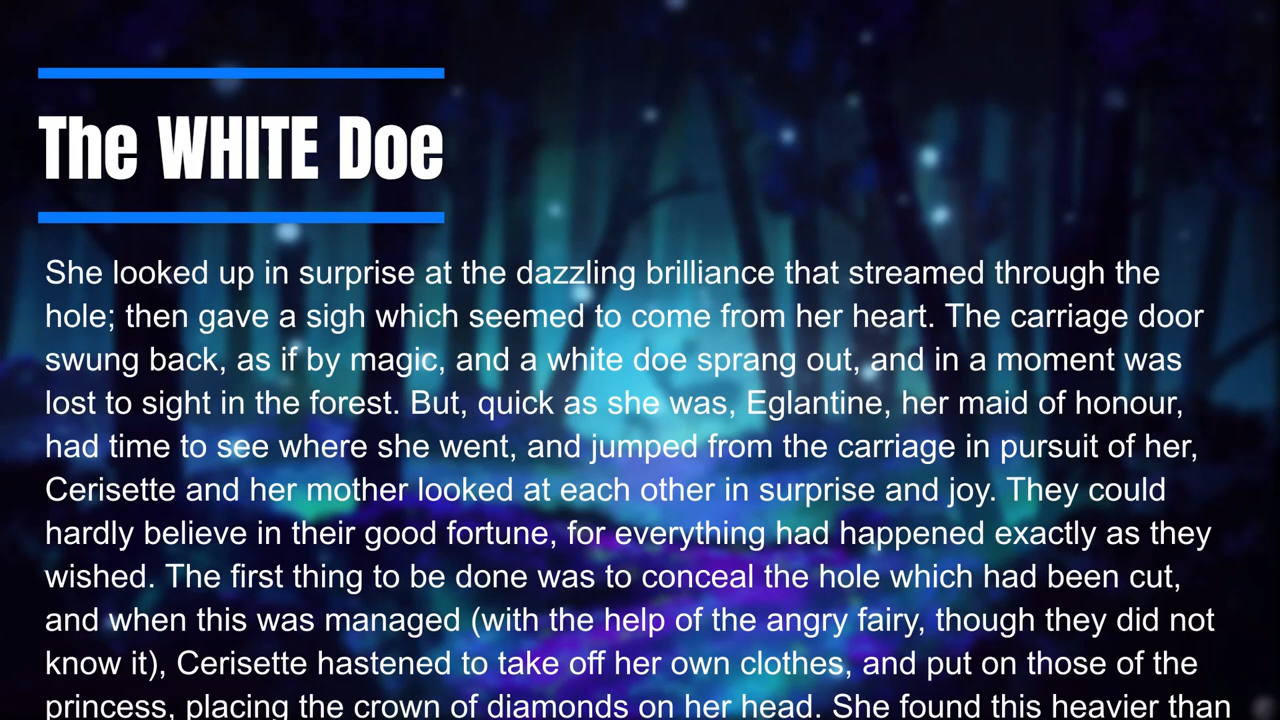 The WHITE Doe
She looked up in surprise at the dazzling brilliance that streamed through the
hole; then gave a sigh which seemed to come from her heart. The carriage door
swung back, as if by magic, and a white doe sprang out, and in a moment was
lost to sight in the forest. But, quick as she was, Eglantine, her maid of honour,
had time to see where she went, and jumped from the carriage in pursuit of her,
Cerisette and her mother looked at each other in surprise and joy. They could
hardly believe in their good fortune, for everything had happened exactly as they
wished. The first thing to be done was to conceal the hole which had been cut,
and when this was managed (with the help of the angry fairy, though they did not
know it), Cerisette hastened to take off her own clothes, and put on those of the
princess, placing the crown of diamonds on her head. She found this heavier than